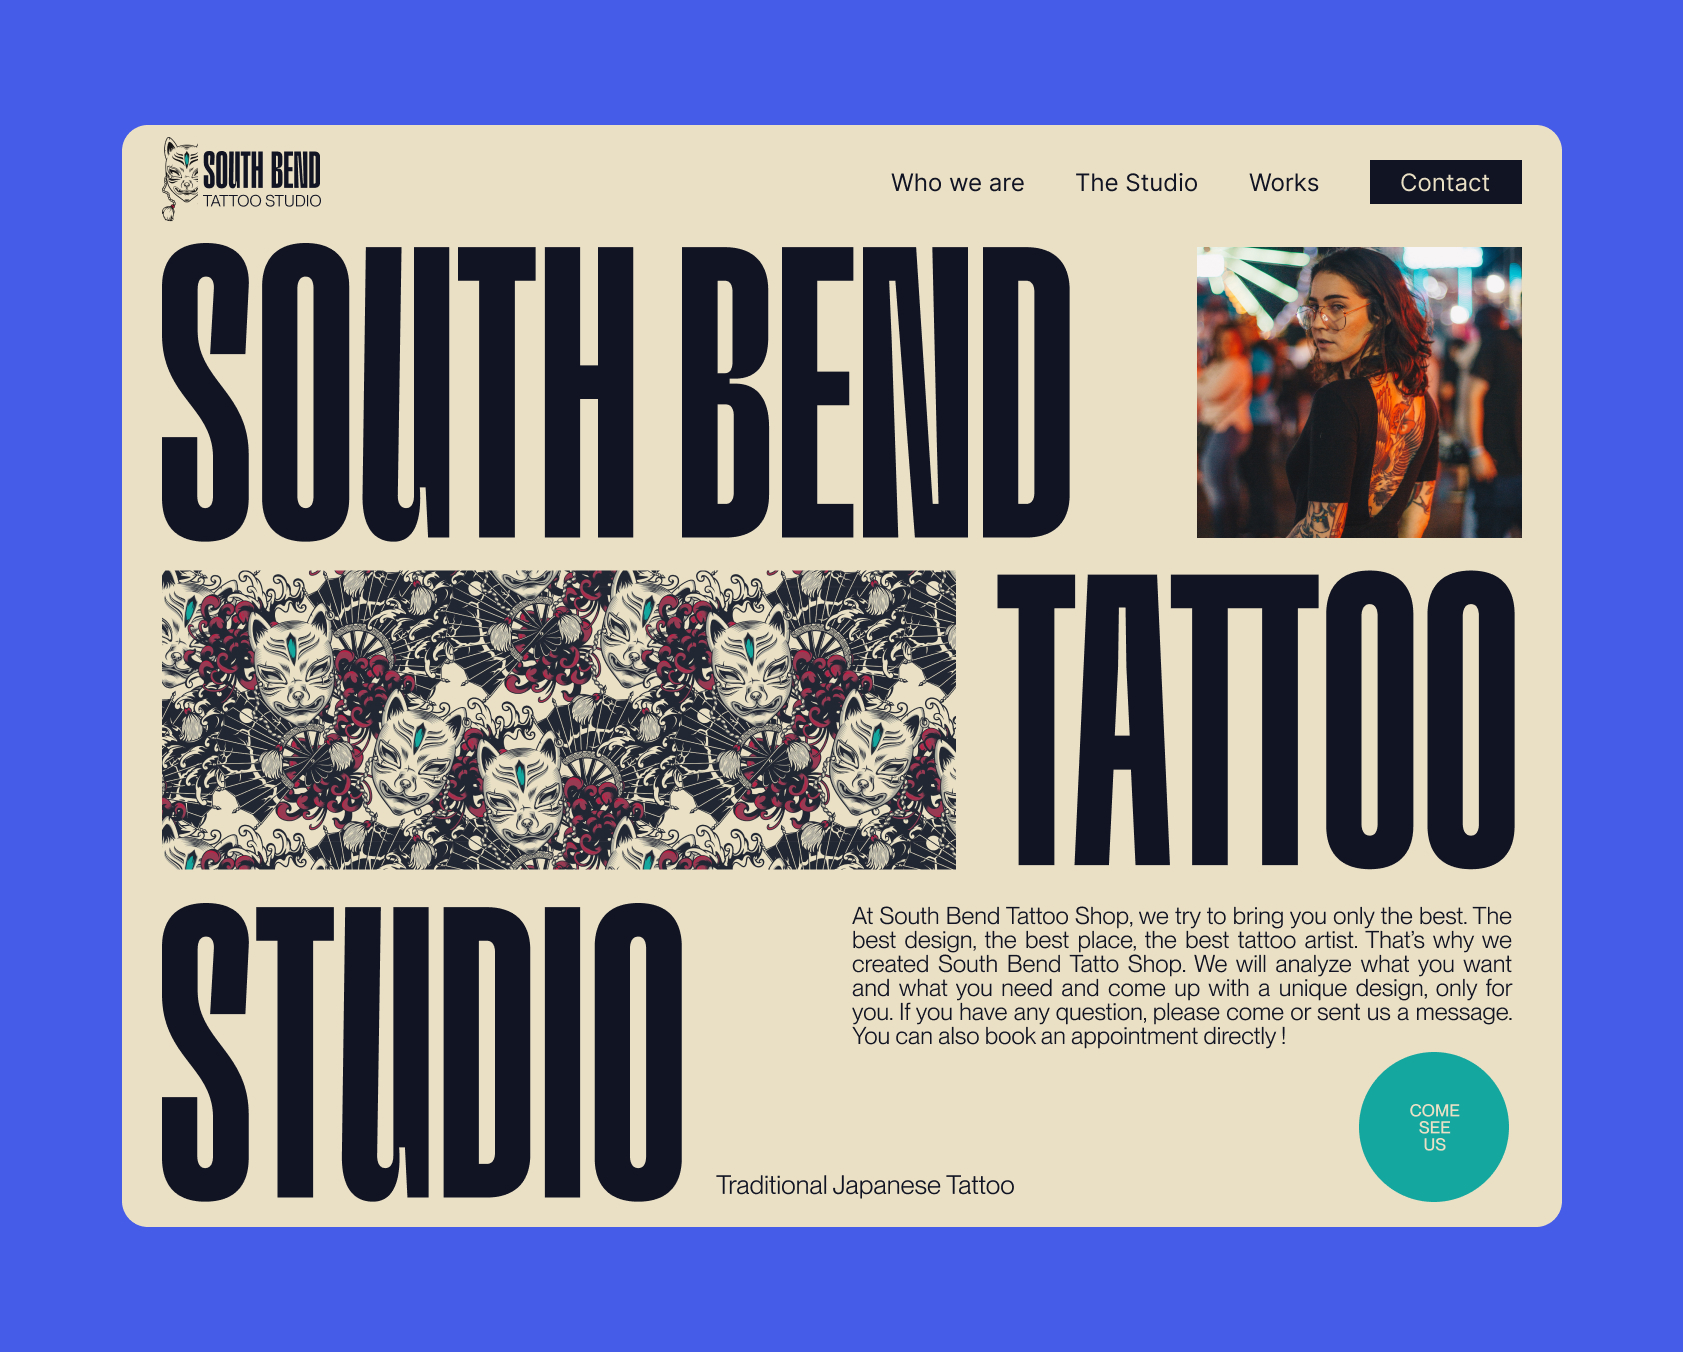 SOUTH BEND
TATTOO STUDIO
Who we are
The Studio
Works
Contact
SOUTH BEND
TATTOO
STUDIO
At South Bend Tattoo Shop, we try to bring you only the best. The
best design, the best place, the best tattoo artist. That’s why we
created South Bend Tatto Shop. We will analyze what you want
and what you need and come up with a unique design, only for
you. If you have any question, please come or sent us a message.
You can also book an appointment directly !
COME
SEE
US
Traditional Japanese Tattoo